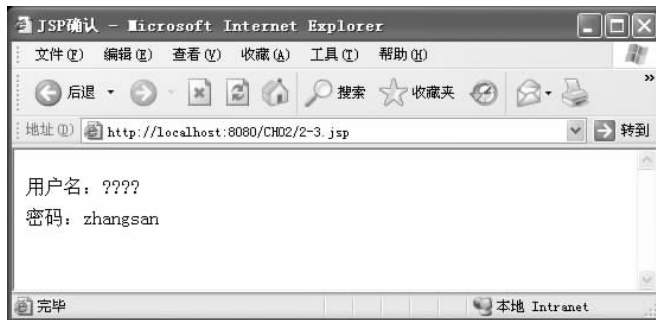 JSP确认 - Microsoft Internet Explorer
文件(F) 编辑(E) 查看(V) 收藏(A) 工具(T) 帮助(H)
后退 搜索 收藏夹 »
地址(D) http://localhost:8080/CH02/2-3.jsp 转到
用户名：????
密码：zhangsan
完毕 本地 Intranet